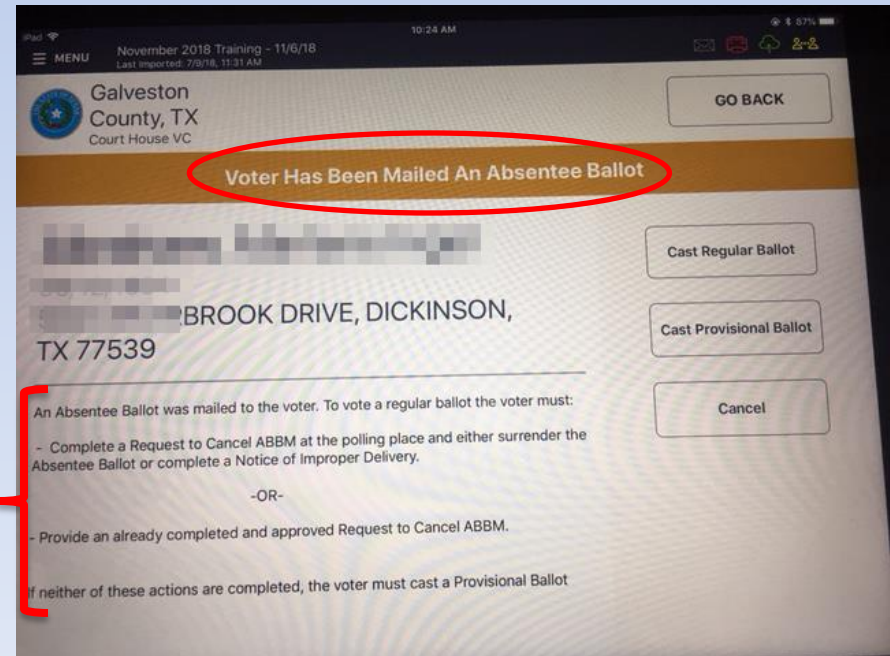 iPad
10:24 AM
87%
MENU
November 2018 Training - 11/6/18
Last Imported: 7/9/18, 11:31 AM
Galveston
County, TX
Court House VC
GO BACK
Voter Has Been Mailed An Absentee Ballot
BROOK DRIVE, DICKINSON,
TX 77539
Cast Regular Ballot
Cast Provisional Ballot
Cancel
An Absentee Ballot was mailed to the voter. To vote a regular ballot the voter must:
- Complete a Request to Cancel ABBM at the polling place and either surrender the
Absentee Ballot or complete a Notice of Improper Delivery.
-OR-
- Provide an already completed and approved Request to Cancel ABBM.
If neither of these actions are completed, the voter must cast a Provisional Ballot